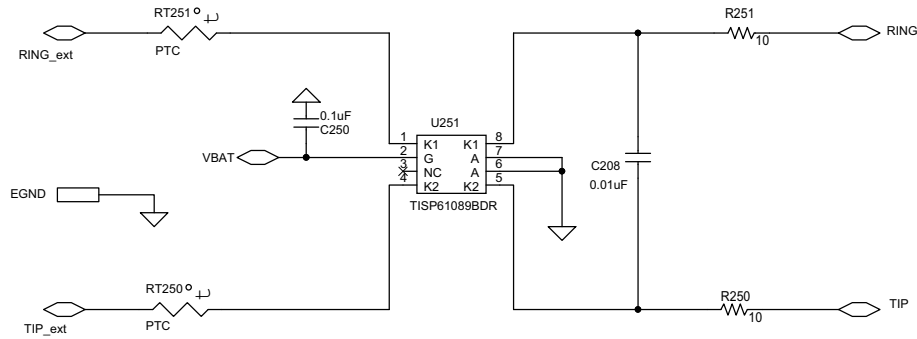 RT251
RING_ext
PTC
R251
10
RING
0.1uF
C250
U251
VBAT
1 K1 K1 8
2 G A 7
3 NC A 6
4 K2 K2 5
TISP61089BDR
C208
0.01uF
EGND
RT250
TIP_ext
PTC
R250
10
TIP